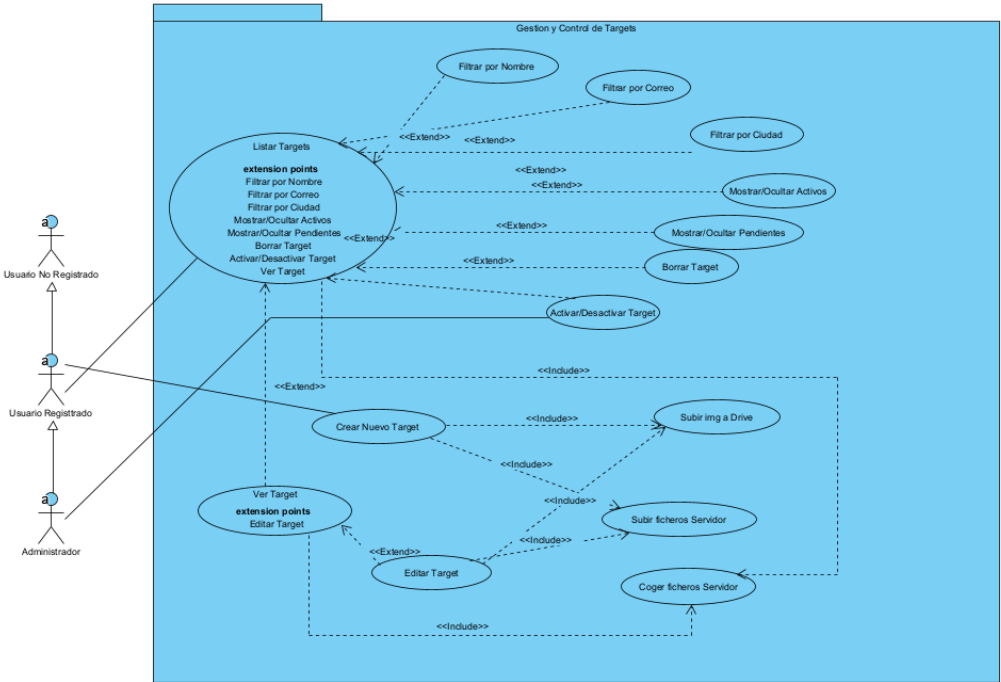 Gestion y Control de Targets
Filtrar por Nombre
Filtrar por Correo
<<Extend>>
<<Extend>>
Filtrar por Ciudad
Listar Targets
extension points
Filtrar por Nombre
Filtrar por Correo
Filtrar por Ciudad
Mostrar/Ocultar Activos
Mostrar/Ocultar Pendientes
Borrar Target
Activar/Desactivar Target
Ver Target
<<Extend>>
<<Extend>>
Mostrar/Ocultar Activos
<<Extend>>
Mostrar/Ocultar Pendientes
<<Extend>>
Borrar Target
Activar/Desactivar Target
a
Usuario No Registrado
a
Usuario Registtrado
a
Administrador
<<Include>>
<<Extend>>
Crear Nuevo Target
<<Include>>
Subir img a Drive
<<Include>>
Ver Target
extension points
Editar Target
<<Include>>
Subir ficheros Servidor
<<Include>>
<<Extend>>
Editar Target
Coger ficheros Servidor
<<Include>>